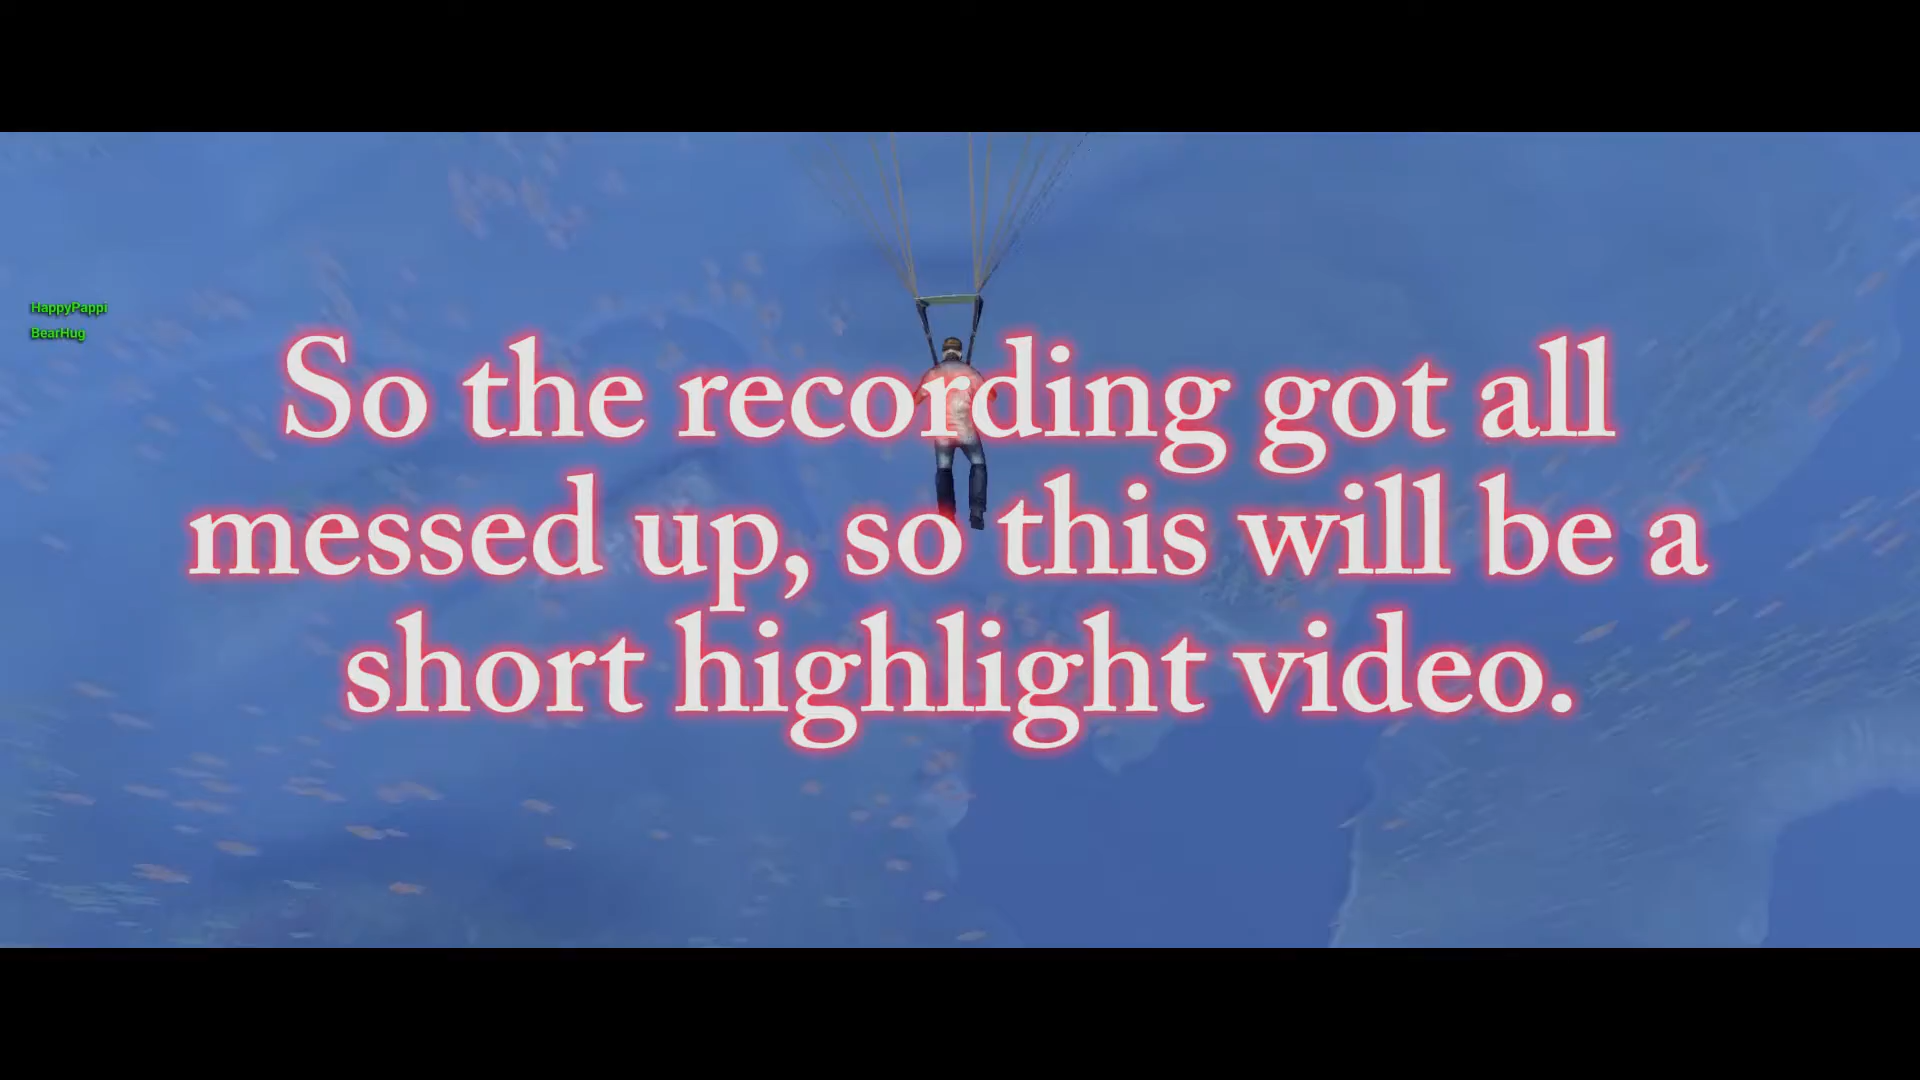 HappyPappi
BearHug
So the recording got all
messed up, so this will be a
short highlight video.